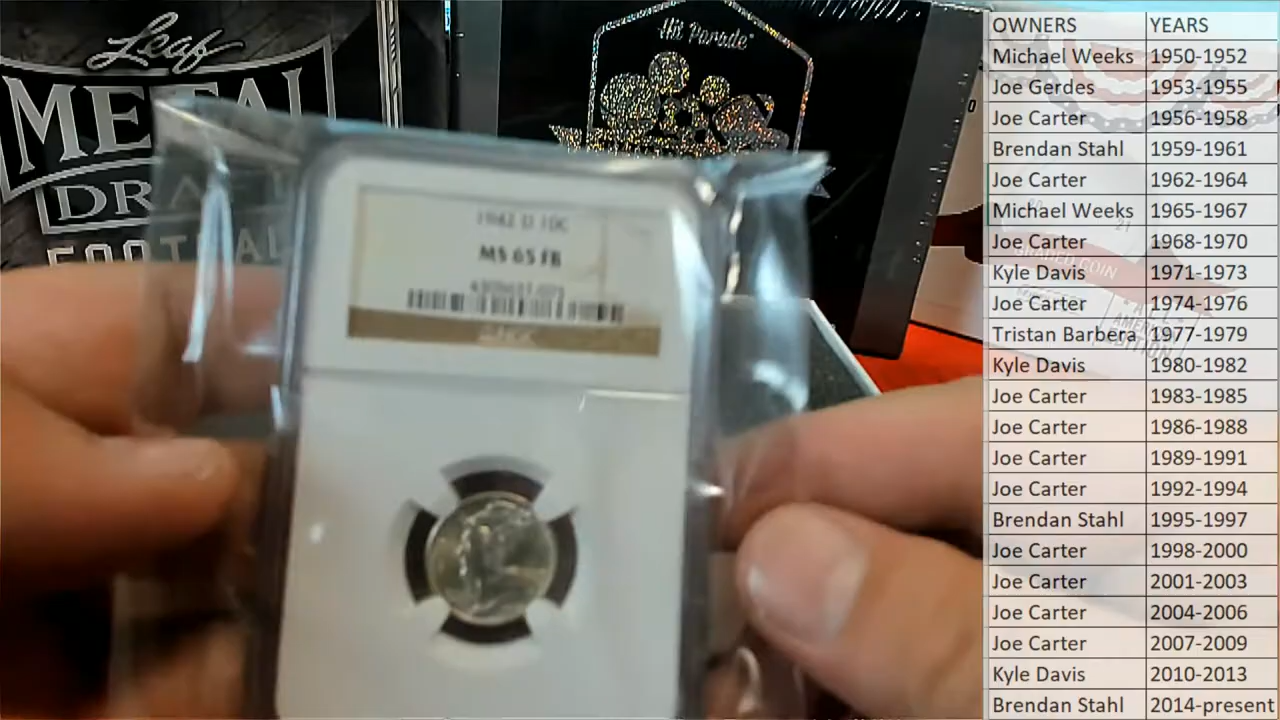 Leaf
METAL
DRA
FOOTBAL
Hit Parade
1942 D 10C
MS 65 FB
OWNERS YEARS
Michael Weeks 1950-1952
Joe Gerdes 1953-1955
Joe Carter 1956-1958
Brendan Stahl 1959-1961
Joe Carter 1962-1964
Michael Weeks 1965-1967
Joe Carter 1968-1970
Kyle Davis 1971-1973
Joe Carter 1974-1976
Tristan Barbera 1977-1979
Kyle Davis 1980-1982
Joe Carter 1983-1985
Joe Carter 1986-1988
Joe Carter 1989-1991
Joe Carter 1992-1994
Brendan Stahl 1995-1997
Joe Carter 1998-2000
Joe Carter 2001-2003
Joe Carter 2004-2006
Joe Carter 2007-2009
Kyle Davis 2010-2013
Brendan Stahl 2014-present